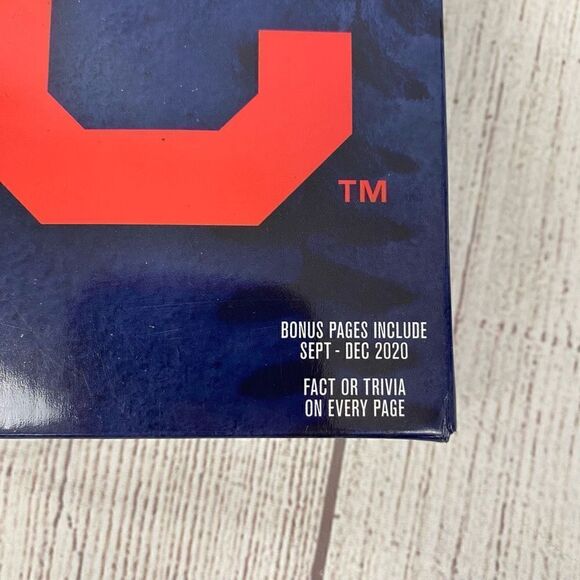 C
TM
BONUS PAGES INCLUDE
SEPT - DEC 2020
FACT OR TRIVIA
ON EVERY PAGE